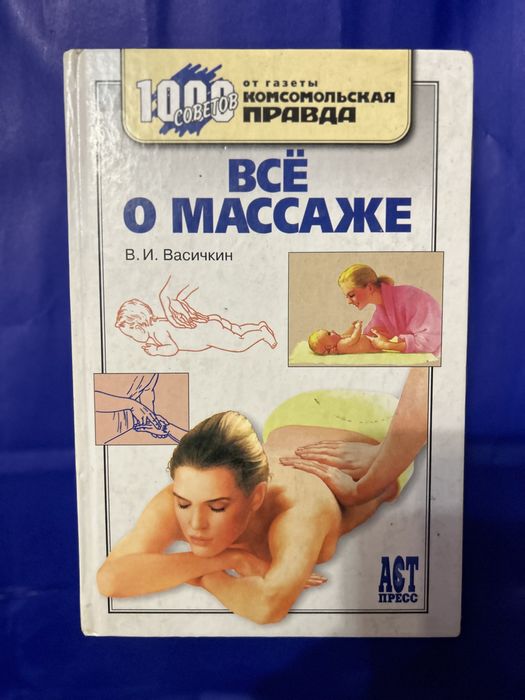 1000
СОВЕТОВ
ОТ ГАЗЕТЫ
КОМСОМОЛЬСКАЯ
ПРАВДА
ВСЁ
О МАССАЖЕ
В. И. Васичкин
АСТ
ПРЕСС